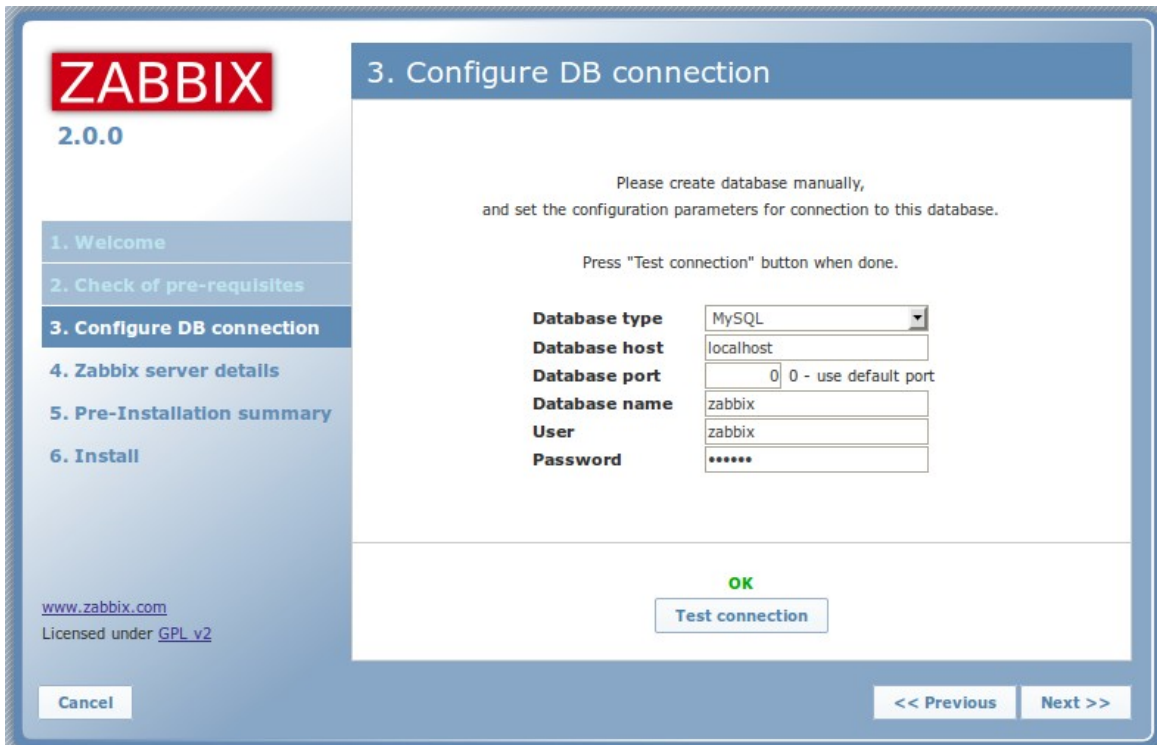 ZABBIX
2.0.0
1. Welcome
2. Check of pre-requisites
3. Configure DB connection
4. Zabbix server details
5. Pre-Installation summary
6. Install
www.zabbix.com
Licensed under GPL v2
3. Configure DB connection
Please create database manually,
and set the configuration parameters for connection to this database.
Press "Test connection" button when done.
Database type MySQL
Database host localhost
Database port 0 0 - use default port
Database name zabbix
User zabbix
Password ••••••
OK
Test connection
Cancel << Previous Next >>